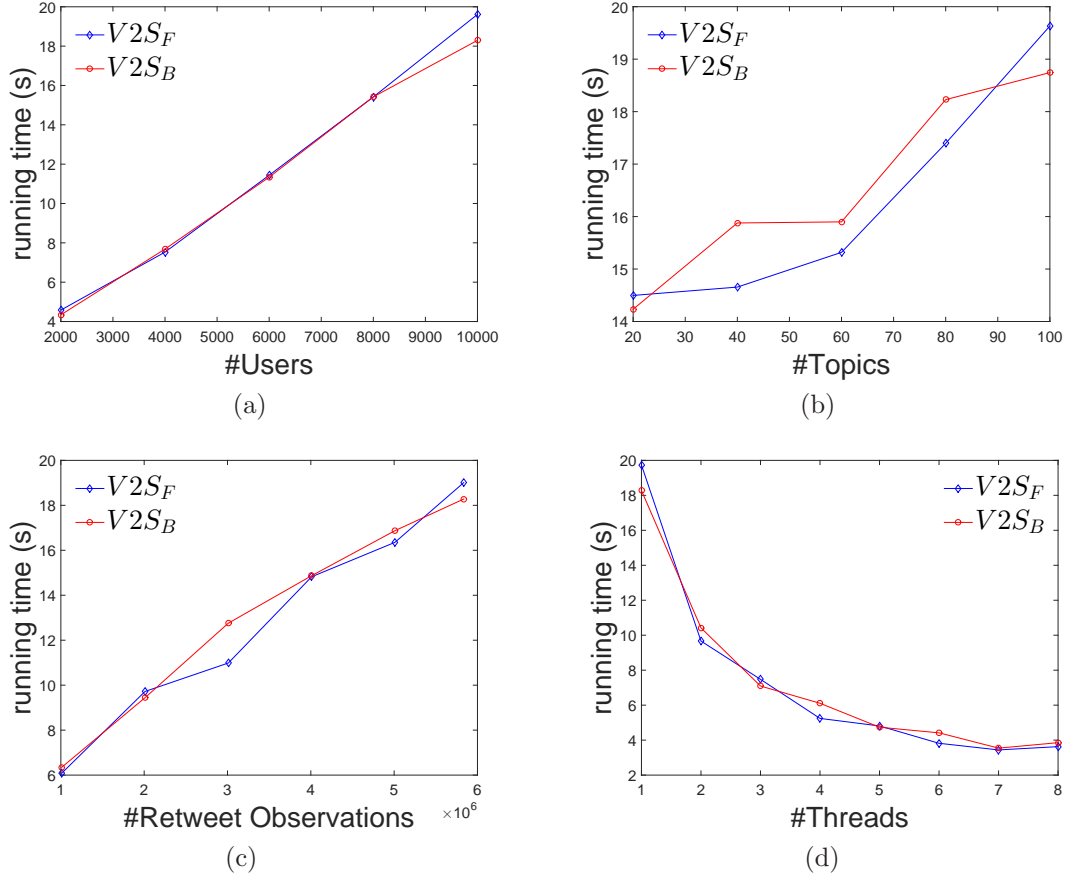 20
18
16
14
12
10
8
6
4
running time (s)
V2S_F
V2S_B
2000 3000 4000 5000 6000 7000 8000 9000 10000
#Users
(a)
20
19
18
17
16
15
14
running time (s)
V2S_F
V2S_B
20 30 40 50 60 70 80 90 100
#Topics
(b)
20
18
16
14
12
10
8
6
running time (s)
V2S_F
V2S_B
1 2 3 4 5 6
#Retweet Observations ×10^6
(c)
20
18
16
14
12
10
8
6
4
2
running time (s)
V2S_F
V2S_B
1 2 3 4 5 6 7 8
#Threads
(d)